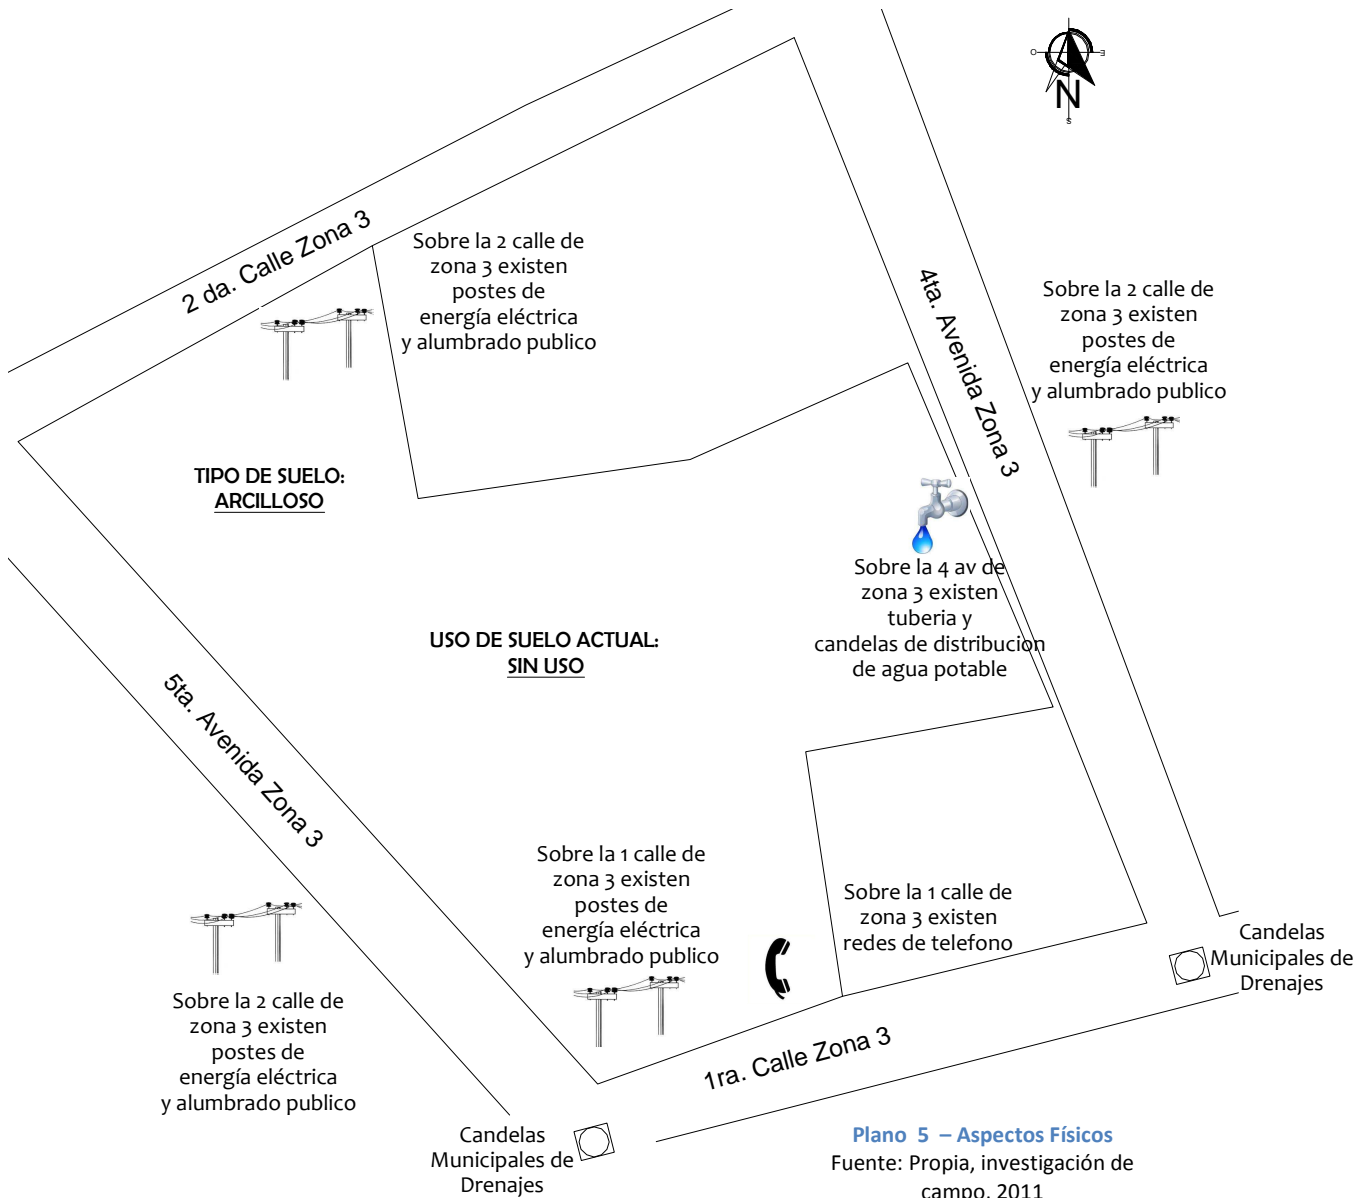 O
E
N
S
2 da. Calle Zona 3
Sobre la 2 calle de
zona 3 existen
postes de
energía eléctrica
y alumbrado publico
4ta. Avenida Zona 3
Sobre la 2 calle de
zona 3 existen
postes de
energía eléctrica
y alumbrado publico
TIPO DE SUELO:
ARCILLOSO
Sobre la 4 av de
zona 3 existen
tuberia y
candelas de distribucion
de agua potable
USO DE SUELO ACTUAL:
SIN USO
5ta. Avenida Zona 3
Sobre la 1 calle de
zona 3 existen
postes de
energía eléctrica
y alumbrado publico
Sobre la 1 calle de
zona 3 existen
redes de telefono
Candelas
Municipales de
Drenajes
Sobre la 2 calle de
zona 3 existen
postes de
energía eléctrica
y alumbrado publico
1ra. Calle Zona 3
Candelas
Municipales de
Drenajes
Plano 5 – Aspectos Físicos
Fuente: Propia, investigación de
campo, 2011